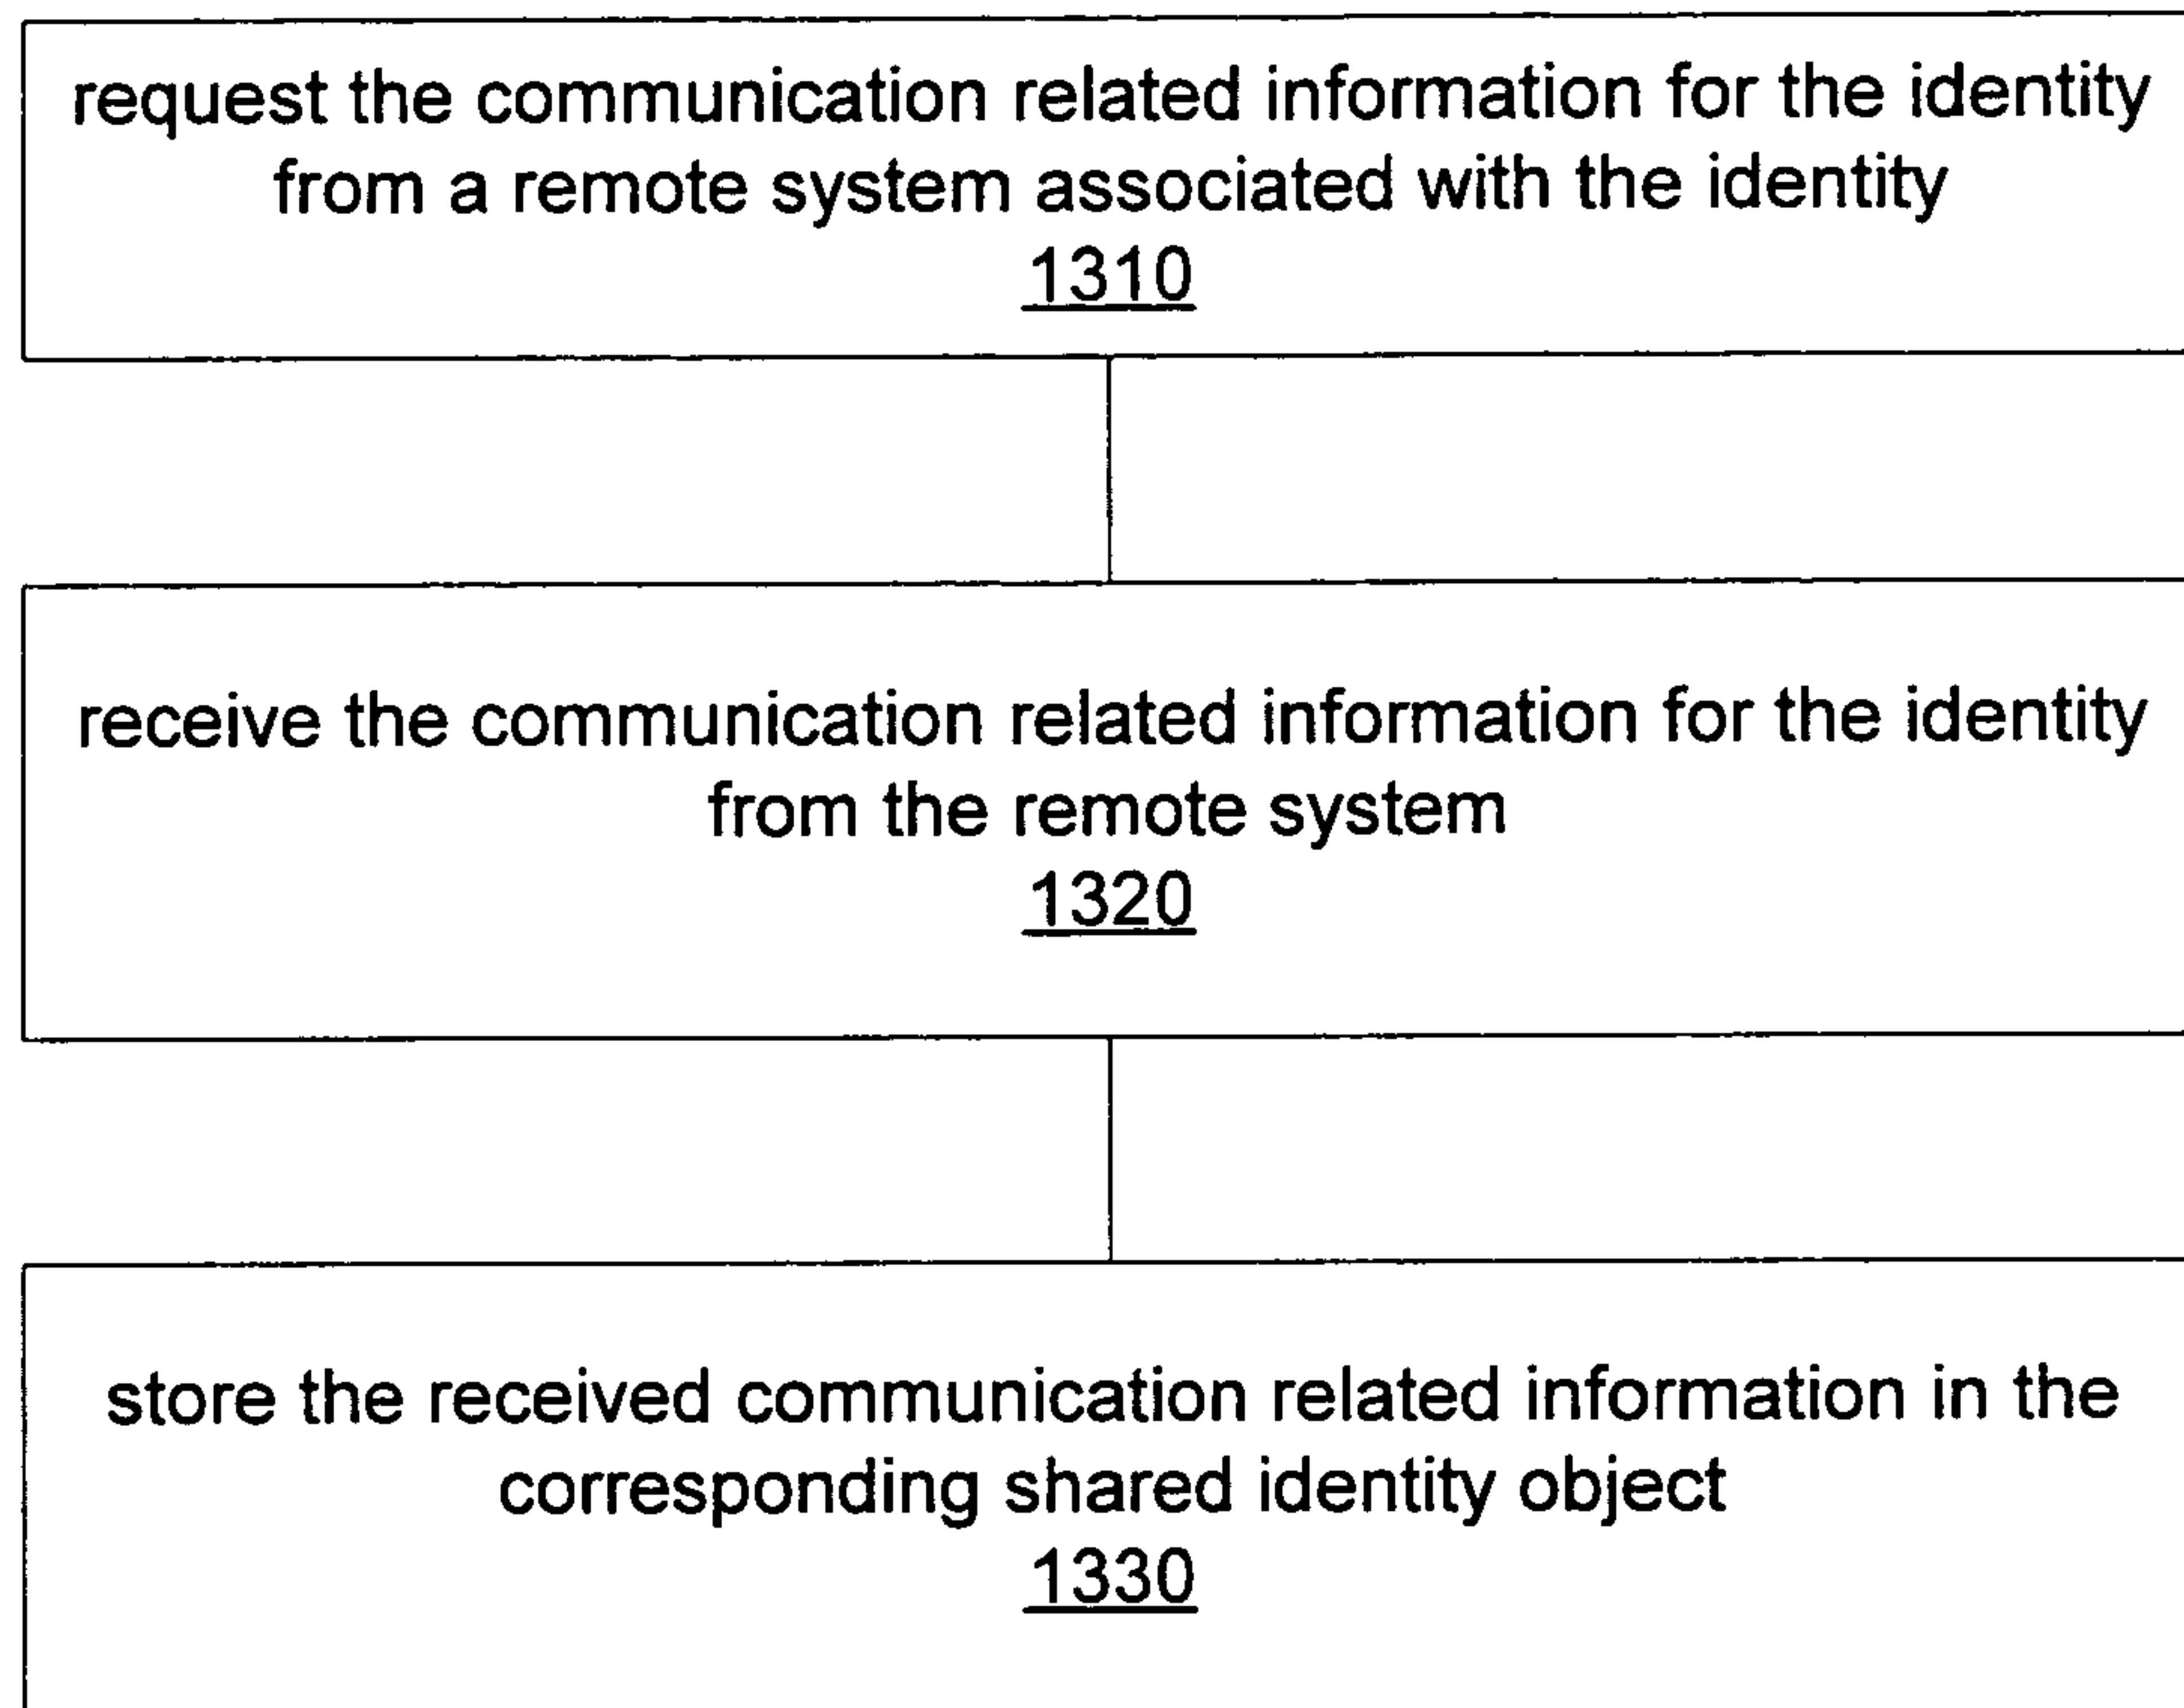 request the communication related information for the identity
from a remote system associated with the identity
1310
receive the communication related information for the identity
from the remote system
1320
store the received communication related information in the
corresponding shared identity object
1330